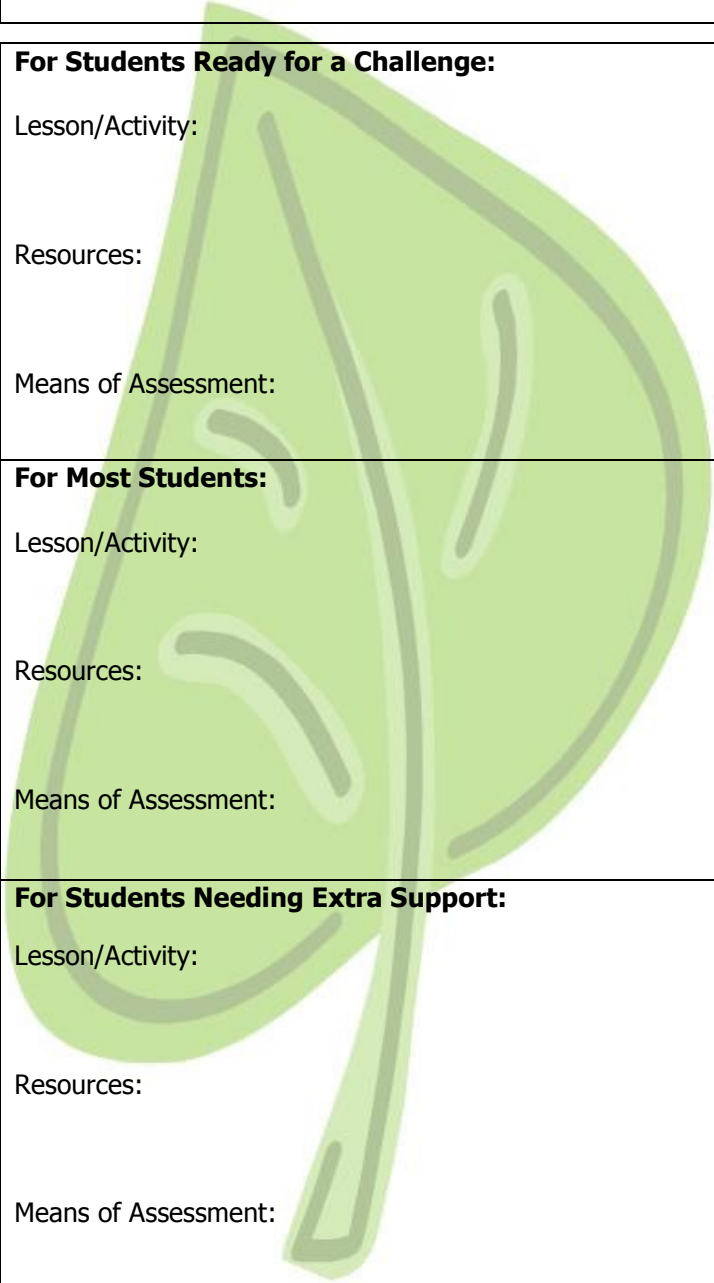 For Students Ready for a Challenge:
Lesson/Activity:
Resources:
Means of Assessment:
For Most Students:
Lesson/Activity:
Resources:
Means of Assessment:
For Students Needing Extra Support:
Lesson/Activity:
Resources:
Means of Assessment: